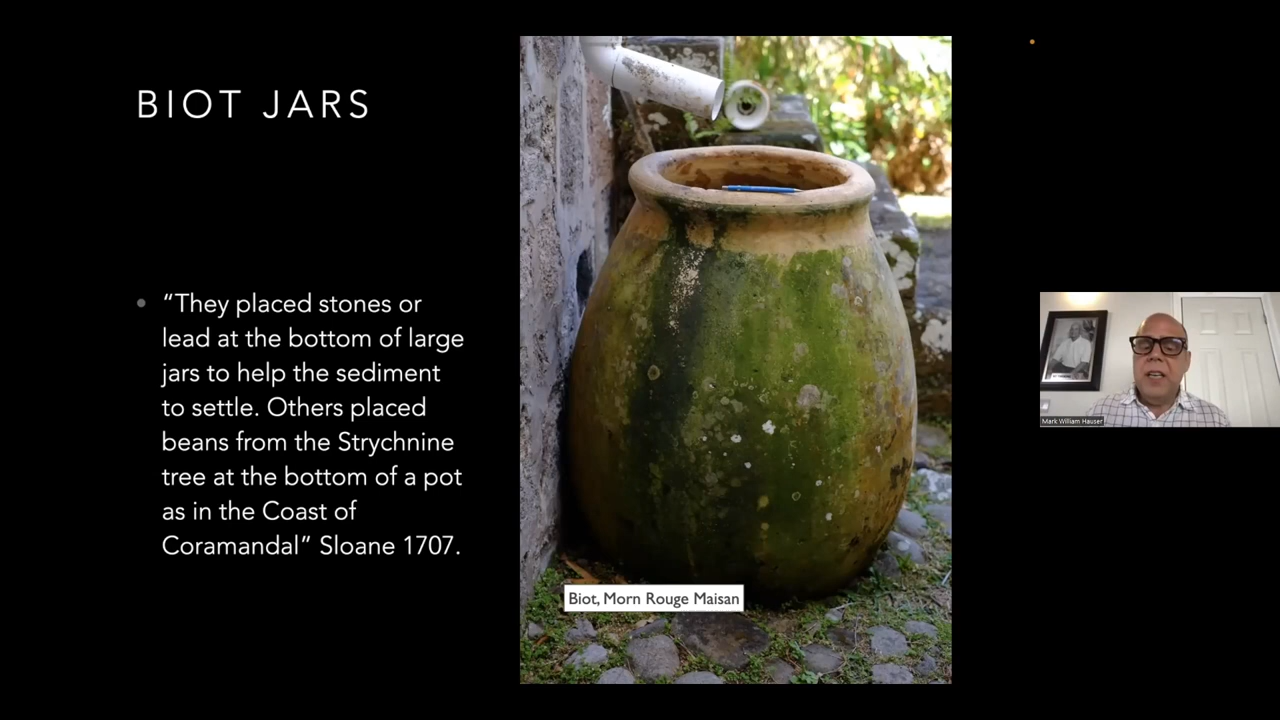 BIOT JARS
“They placed stones or
lead at the bottom of large
jars to help the sediment
to settle. Others placed
beans from the Strychnine
tree at the bottom of a pot
as in the Coast of
Coramandal” Sloane 1707.
Biot, Morn Rouge Maisan
Mark William Hauser